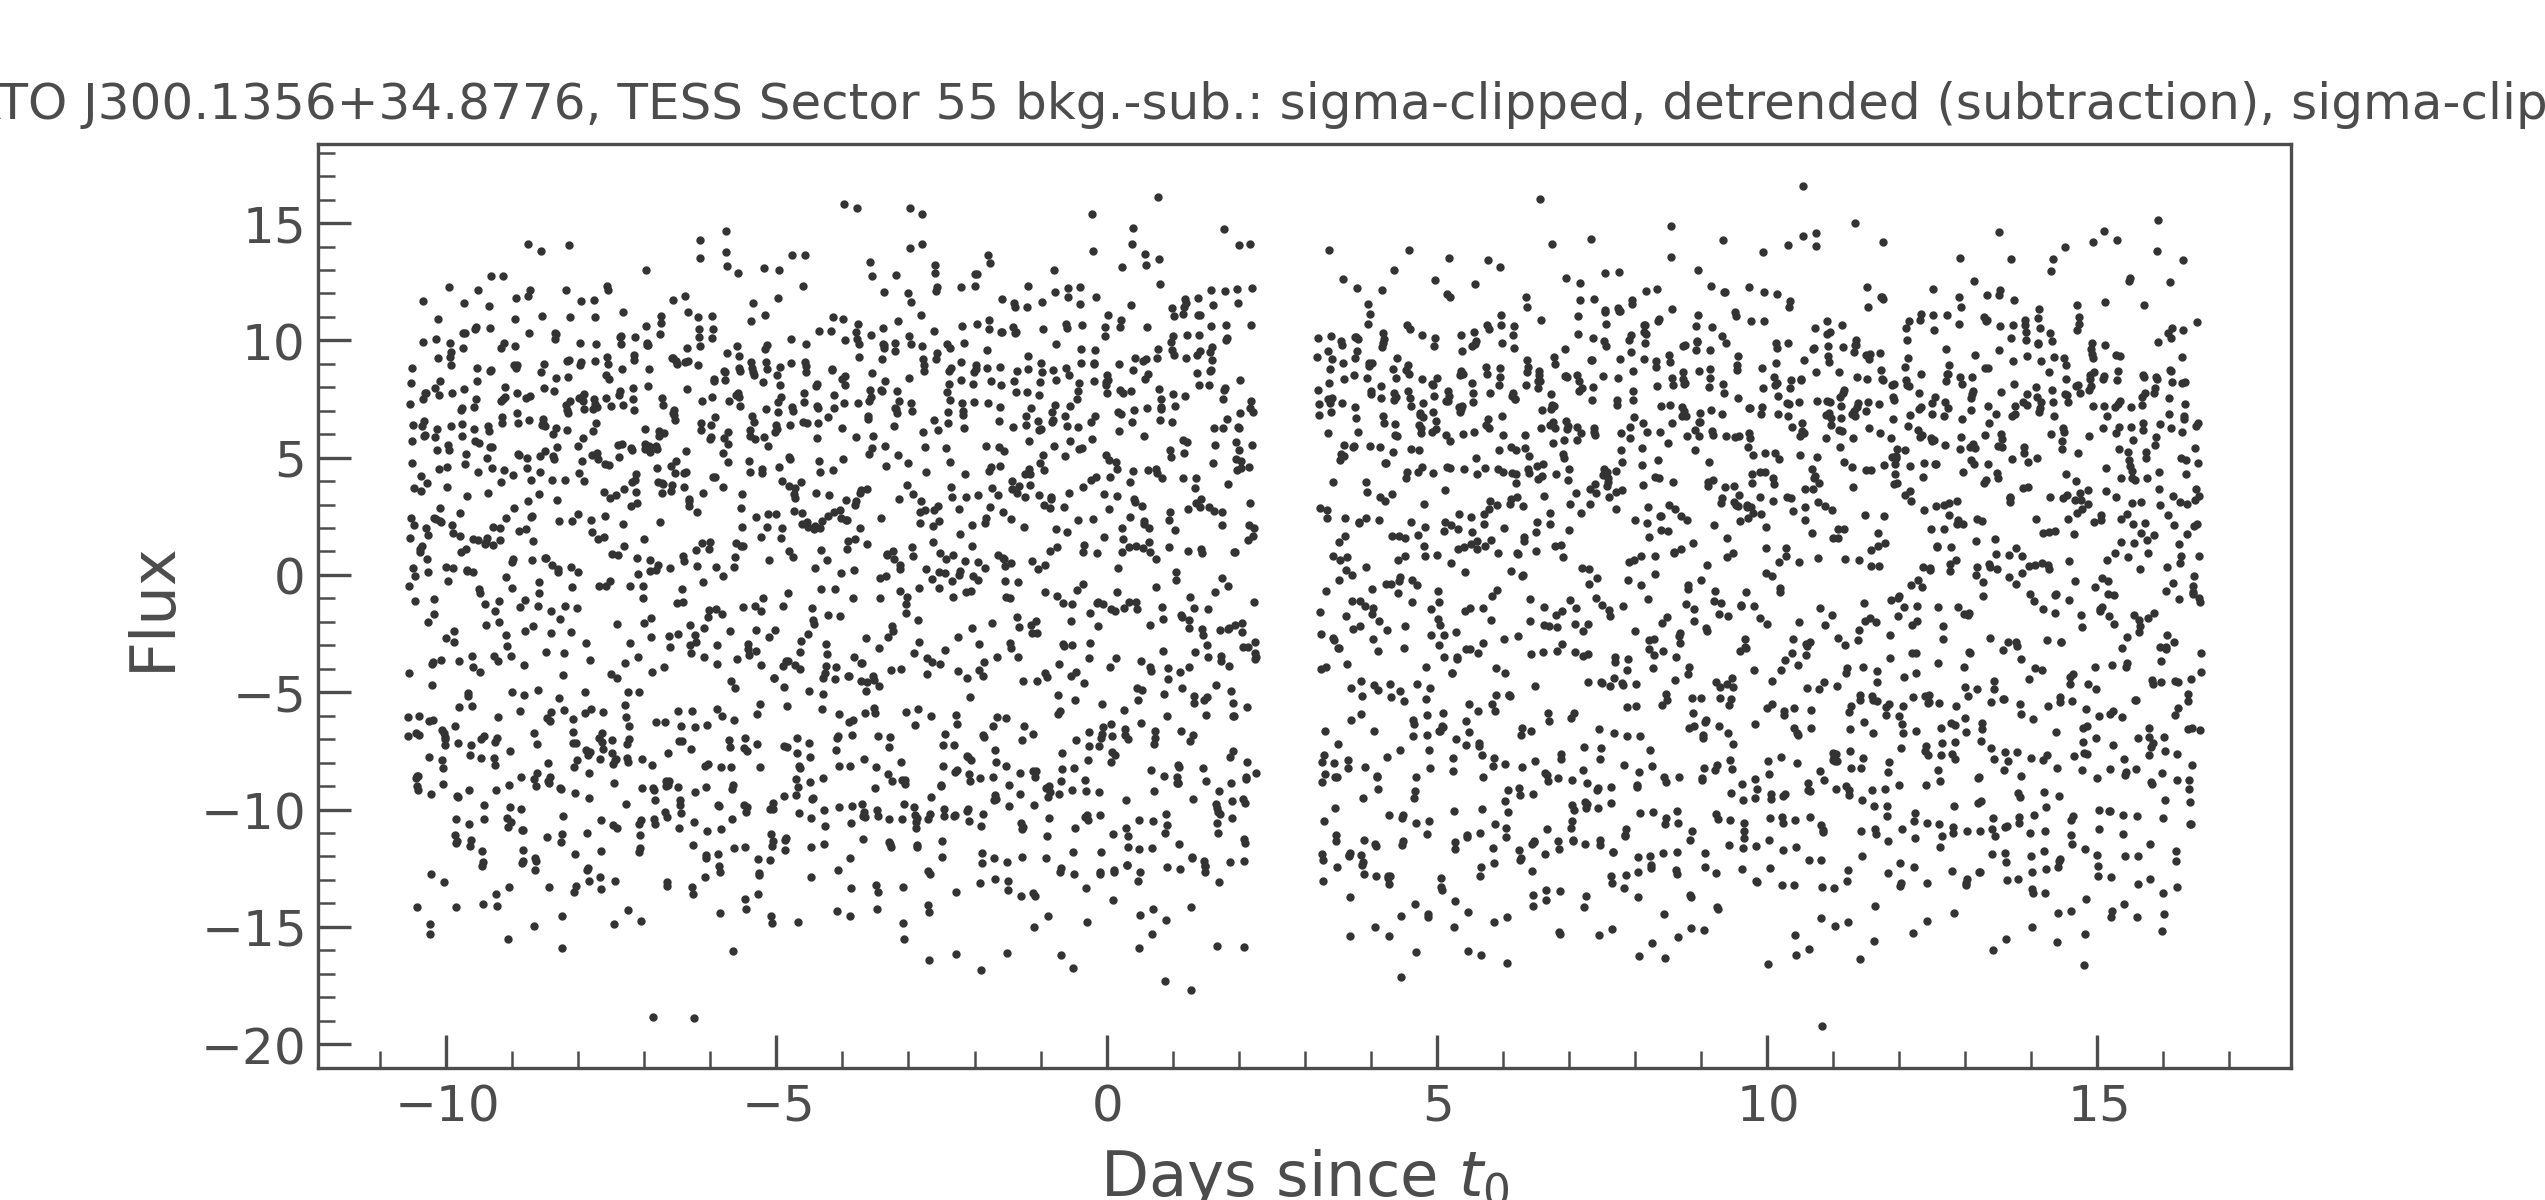 TO J300.1356+34.8776, TESS Sector 55 bkg.-sub.: sigma-clipped, detrended (subtraction), sigma-clip
15
10
5
0
−5
−10
−15
−20
Flux
−10 −5 0 5 10 15
Days since t0